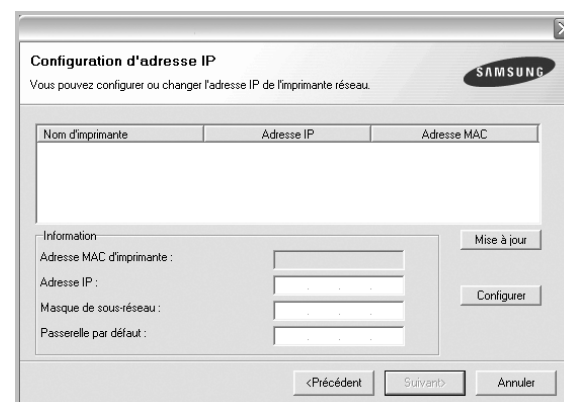 Configuration d'adresse IP
Vous pouvez configurer ou changer l'adresse IP de l'imprimante réseau.
SAMSUNG
Nom d'imprimante Adresse IP Adresse MAC
Information
Mise à jour
Adresse MAC d'imprimante :
Adresse IP :
Configurer
Masque de sous-réseau :
Passerelle par défaut :
<Précédent Suivant> Annuler